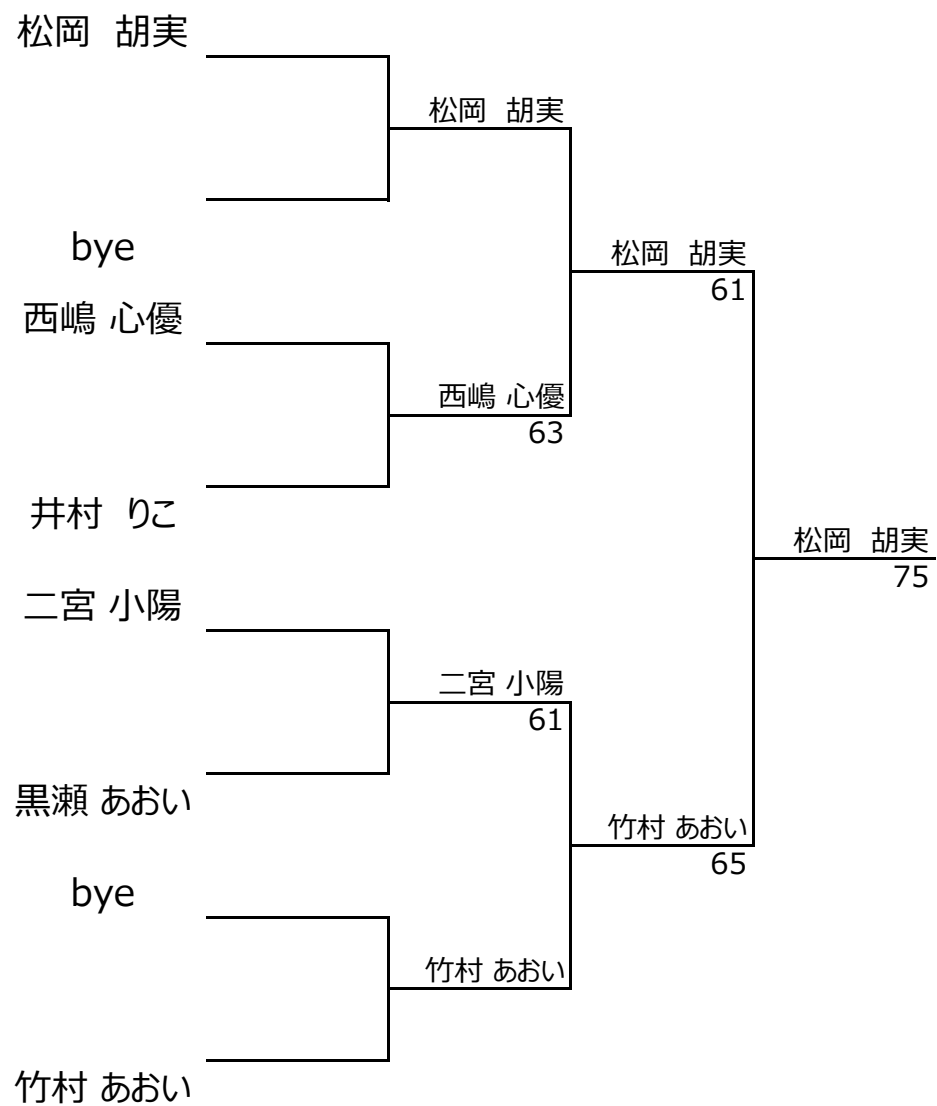 松岡　胡実
松岡　胡実
bye
松岡　胡実
61
西嶋 心優
西嶋 心優
63
井村　りこ
松岡　胡実
75
二宮 小陽
二宮 小陽
61
黒瀬 あおい
竹村 あおい
65
bye
竹村 あおい
竹村 あおい